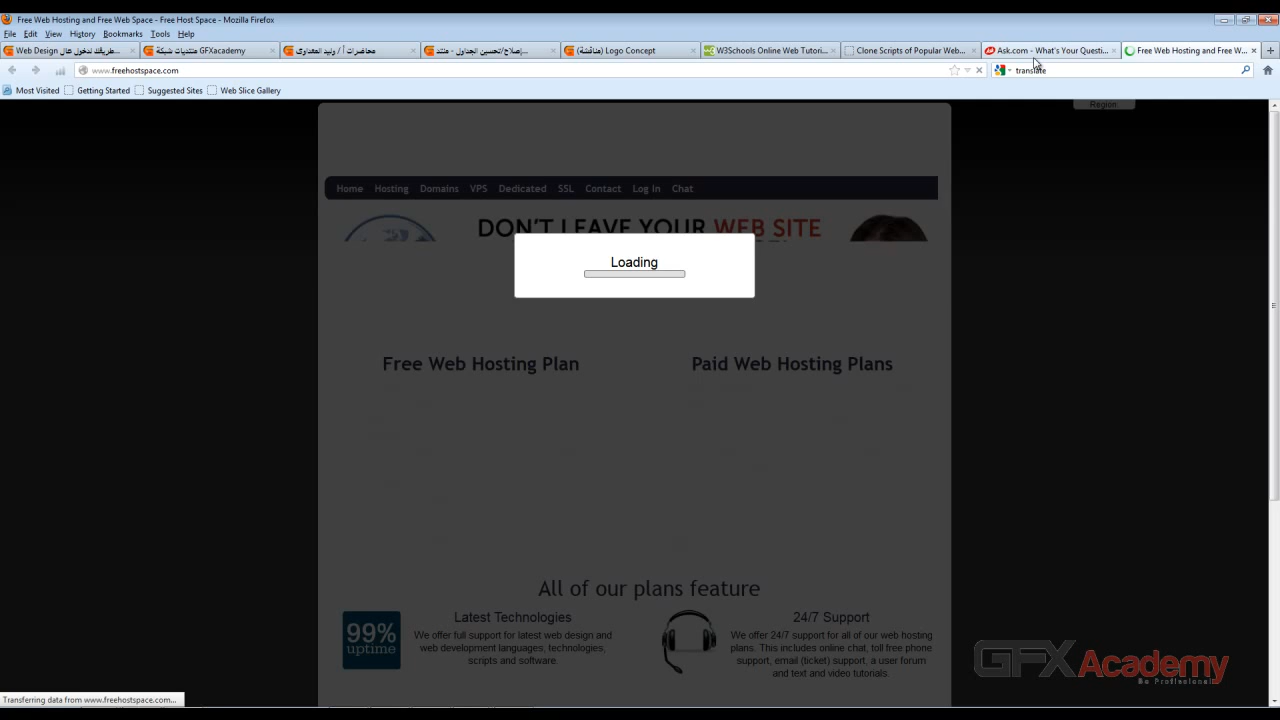 Free Web Hosting and Free Web Space - Free Host Space - Mozilla Firefox
File Edit View History Bookmarks Tools Help
Web Design طريقك لدخول عال...
منتديات شبكة GFXacademy
محاضرات أ / وليد المغداوى
إصلاح/تحسين الجداول - منتد...
(مناقشة) Logo Concept
W3Schools Online Web Tutori...
Clone Scripts of Popular Web...
Ask.com - What's Your Questi...
Free Web Hosting and Free W...
www.freehostspace.com
translate
Most Visited Getting Started Suggested Sites Web Slice Gallery
Region
Home Hosting Domains VPS Dedicated SSL Contact Log In Chat
DON'T LEAVE YOUR WEB SITE
Loading
Free Web Hosting Plan
Paid Web Hosting Plans
All of our plans feature
99%
uptime
Latest Technologies
We offer full support for latest web design and
web development languages, technologies,
scripts and software.
24/7 Support
We offer 24/7 support for all of our web hosting
plans. This includes online chat, toll free phone
support, email (ticket) support, a user forum
and text and video tutorials.
GFXAcademy
Be Professional
Transferring data from www.freehostspace.com...